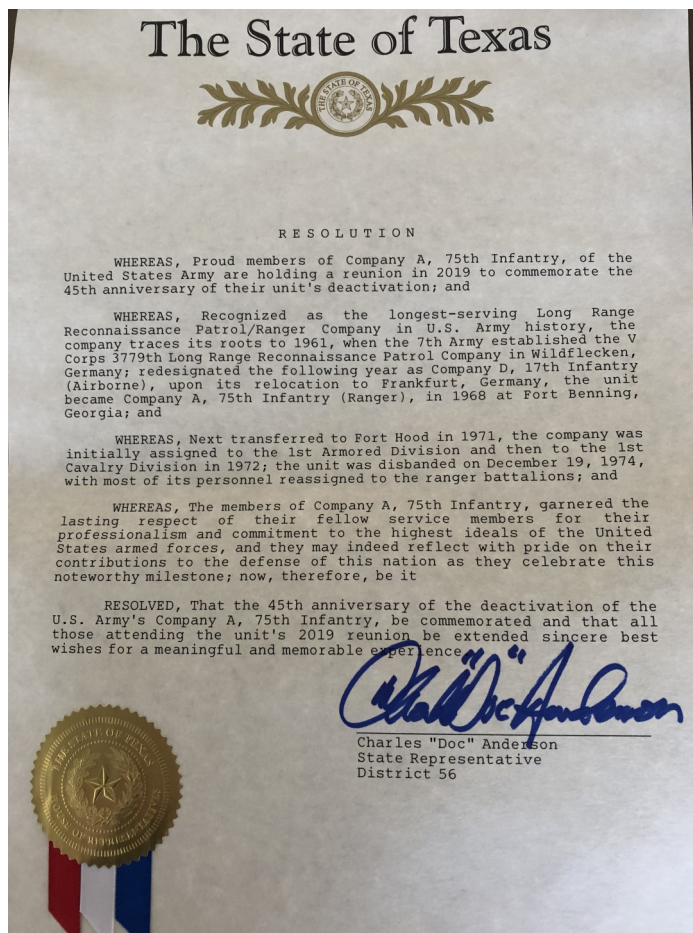 The State of Texas
THE STATE OF TEXAS
RESOLUTION
WHEREAS, Proud members of Company A, 75th Infantry, of the
United States Army are holding a reunion in 2019 to commemorate the
45th anniversary of their unit's deactivation; and
WHEREAS, Recognized as the longest-serving Long Range
Reconnaissance Patrol/Ranger Company in U.S. Army history, the
company traces its roots to 1961, when the 7th Army established the V
Corps 3779th Long Range Reconnaissance Patrol Company in Wildflecken,
Germany; redesignated the following year as Company D, 17th Infantry
(Airborne), upon its relocation to Frankfurt, Germany, the unit
became Company A, 75th Infantry (Ranger), in 1968 at Fort Benning,
Georgia; and
WHEREAS, Next transferred to Fort Hood in 1971, the company was
initially assigned to the 1st Armored Division and then to the 1st
Cavalry Division in 1972; the unit was disbanded on December 19, 1974,
with most of its personnel reassigned to the ranger battalions; and
WHEREAS, The members of Company A, 75th Infantry, garnered the
lasting respect of their fellow service members for their
professionalism and commitment to the highest ideals of the United
States armed forces, and they may indeed reflect with pride on their
contributions to the defense of this nation as they celebrate this
noteworthy milestone; now, therefore, be it
RESOLVED, That the 45th anniversary of the deactivation of the
U.S. Army's Company A, 75th Infantry, be commemorated and that all
those attending the unit's 2019 reunion be extended sincere best
wishes for a meaningful and memorable experience.
Charles "Doc" Anderson
Charles "Doc" Anderson
State Representative
District 56
THE STATE OF TEXAS
HOUSE OF REPRESENTATIVES